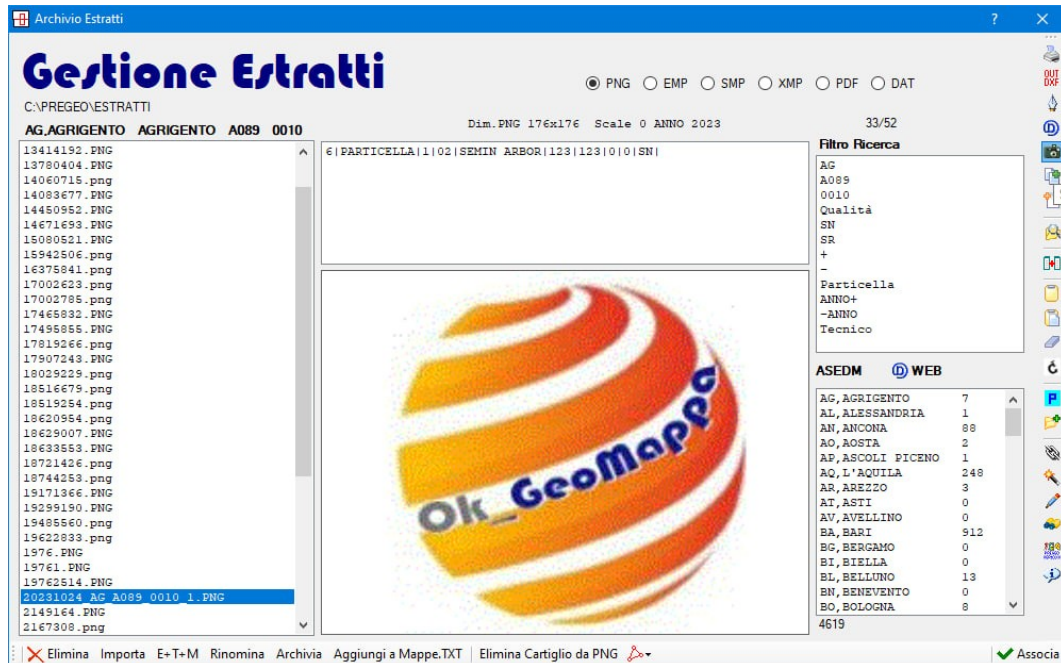 Archivio Estratti
?
Gestione Estratti
PNG EMP SMP XMP PDF DAT
C:\PREGEO\ESTRATTI
Dim.PNG 176x176 Scale 0 ANNO 2023
33/52
AG,AGRIGENTO AGRIGENTO A089 0010
Filtro Ricerca
13414192.PNG
13780404.PNG
14060715.png
14083677.PNG
14450952.PNG
14671693.PNG
15080521.PNG
15942506.png
16375841.png
17002623.png
17002785.png
17465832.PNG
17495855.PNG
17819266.png
17907243.PNG
18029229.png
18516679.png
18519254.png
18620954.png
18629007.PNG
18633553.PNG
18721426.png
18744253.png
19171366.PNG
19299190.PNG
19485560.png
19622833.png
1976.PNG
19761.PNG
19762514.PNG
20231024_AG_A089_0010_1.PNG
2149164.PNG
2167308.png
6|PARTICELLA|1|02|SEMIN ARBOR|123|123|0|0|SN|
Ok_GeoMappa
AG
A089
0010
Qualità
SN
SR
+
-
Particella
ANNO+
-ANNO
Tecnico
ASEDM D WEB
AG,AGRIGENTO 7
AL,ALESSANDRIA 1
AN,ANCONA 88
AO,AOSTA 2
AP,ASCOLI PICENO 1
AQ,L'AQUILA 248
AR,AREZZO 3
AT,ASTI 0
AV,AVELLINO 0
BA,BARI 912
BG,BERGAMO 0
BI,BIELLA 0
BL,BELLUNO 13
BN,BENEVENTO 0
BO,BOLOGNA 8
4619
OUT
DXF
D
P
Elimina Importa E+T+M Rinomina Archivia Aggiungi a Mappe.TXT Elimina Cartiglio da PNG Associa